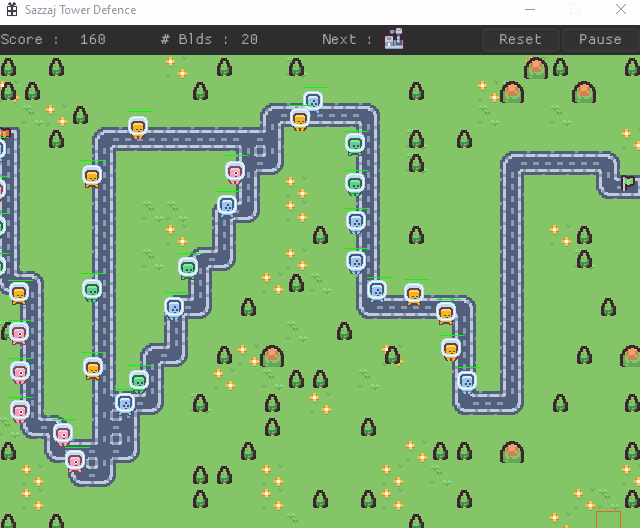 Sazzaj Tower Defence
Score : 160 # Blds : 20 Next : Reset Pause